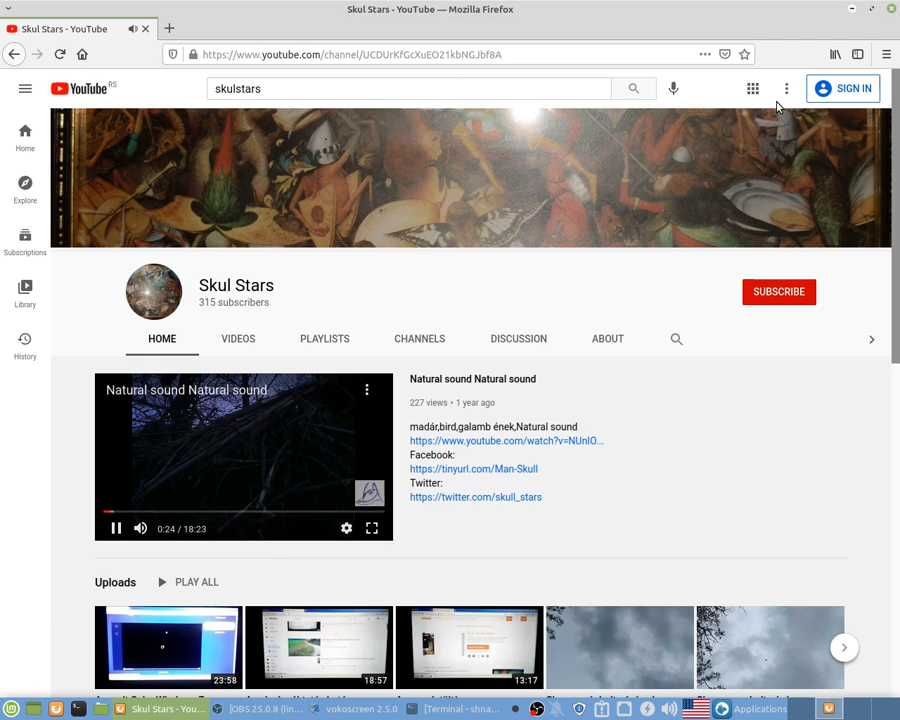 Skul Stars - YouTube — Mozilla Firefox
Skul Stars - YouTube
https://www.youtube.com/channel/UCDUrKfGcXuEO21kbNGJbf8A
YouTube RS
skulstars
SIGN IN
Home
Explore
Subscriptions
Library
History
Skul Stars
315 subscribers
SUBSCRIBE
HOME VIDEOS PLAYLISTS CHANNELS DISCUSSION ABOUT
Natural sound Natural sound
0:24 / 18:23
Natural sound Natural sound
227 views • 1 year ago
madár,bird,galamb ének,Natural sound
https://www.youtube.com/watch?v=NUnIO...
Facebook:
https://tinyurl.com/Man-Skull
Twitter:
https://twitter.com/skull_stars
Uploads PLAY ALL
23:58
18:57
13:17
Skul Stars - You... [OBS 25.0.8 (lin... vokoscreen 2.5.0 [Terminal - shna... Applications